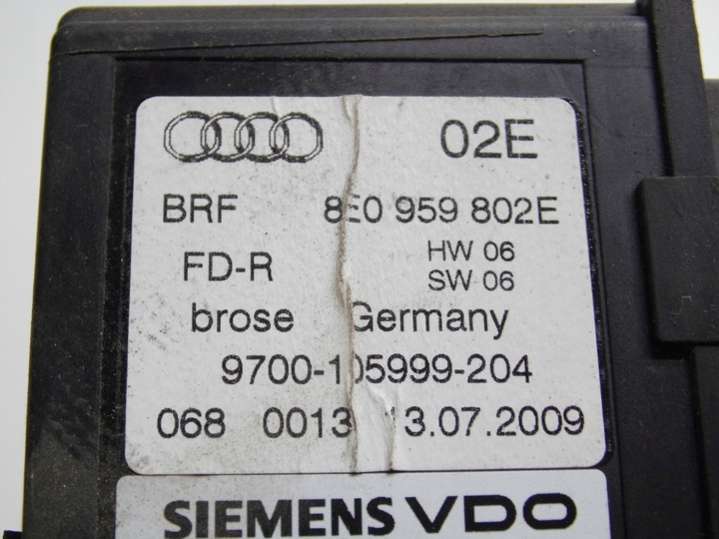 02E
BRF 8E0 959 802E
FD-R HW 06
SW 06
brose Germany
9700-105999-204
068 0013 13.07.2009
SIEMENS VDO